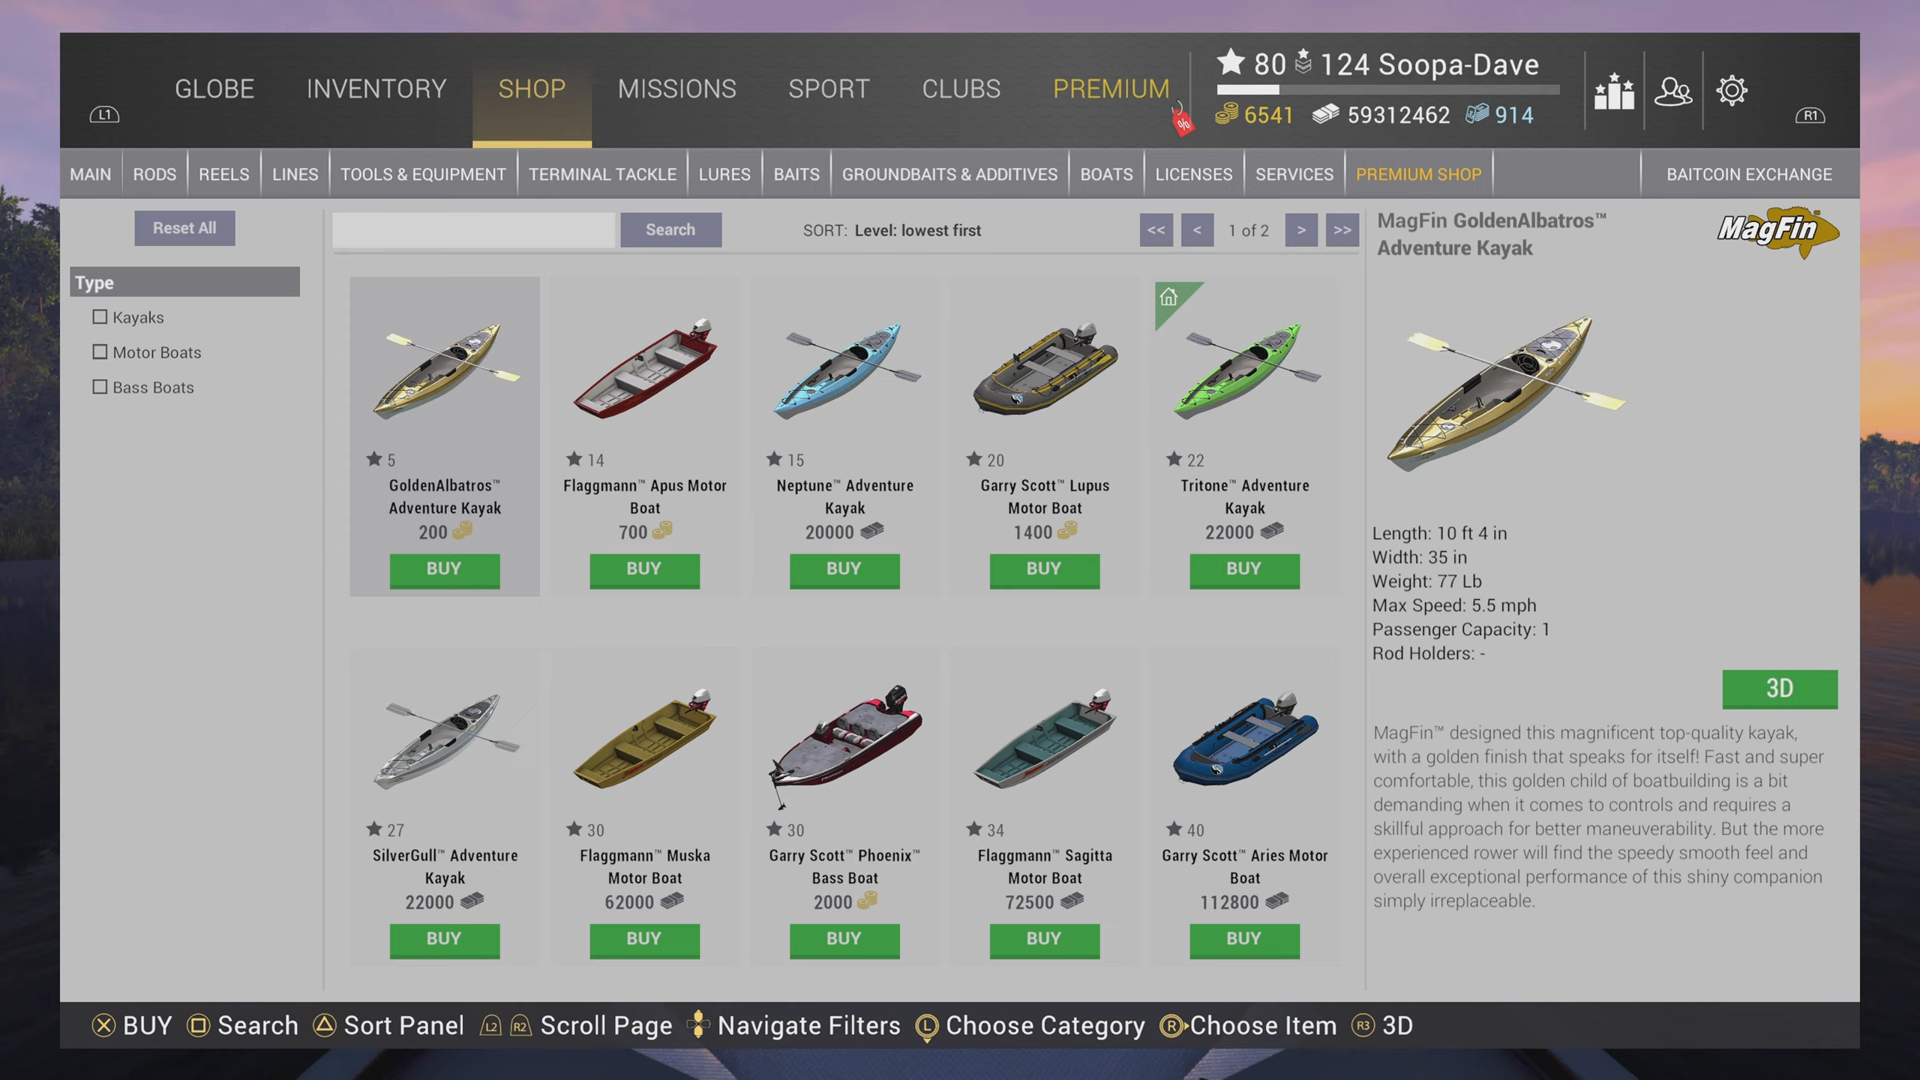 L1
GLOBE
INVENTORY
SHOP
MISSIONS
SPORT
CLUBS
PREMIUM
%
80 124 Soopa-Dave
6541 59312462 914
R1
MAIN
RODS
REELS
LINES
TOOLS & EQUIPMENT
TERMINAL TACKLE
LURES
BAITS
GROUNDBAITS & ADDITIVES
BOATS
LICENSES
SERVICES
PREMIUM SHOP
BAITCOIN EXCHANGE
Reset All
Type
Kayaks
Motor Boats
Bass Boats
Search
SORT: Level: lowest first
<< < 1 of 2 > >>
5
GoldenAlbatros™
Adventure Kayak
200
BUY
14
Flaggmann™ Apus Motor
Boat
700
BUY
15
Neptune™ Adventure
Kayak
20000
BUY
20
Garry Scott™ Lupus
Motor Boat
1400
BUY
22
Tritone™ Adventure
Kayak
22000
BUY
27
SilverGull™ Adventure
Kayak
22000
BUY
30
Flaggmann™ Muska
Motor Boat
62000
BUY
30
Garry Scott™ Phoenix™
Bass Boat
2000
BUY
34
Flaggmann™ Sagitta
Motor Boat
72500
BUY
40
Garry Scott™ Aries Motor
Boat
112800
BUY
MagFin GoldenAlbatros™
Adventure Kayak
MagFin
Length: 10 ft 4 in
Width: 35 in
Weight: 77 Lb
Max Speed: 5.5 mph
Passenger Capacity: 1
Rod Holders: -
3D
MagFin™ designed this magnificent top-quality kayak,
with a golden finish that speaks for itself! Fast and super
comfortable, this golden child of boatbuilding is a bit
demanding when it comes to controls and requires a
skillful approach for better maneuverability. But the more
experienced rower will find the speedy smooth feel and
overall exceptional performance of this shiny companion
simply irreplaceable.
BUY Search Sort Panel L2 R2 Scroll Page Navigate Filters L Choose Category R Choose Item R3 3D